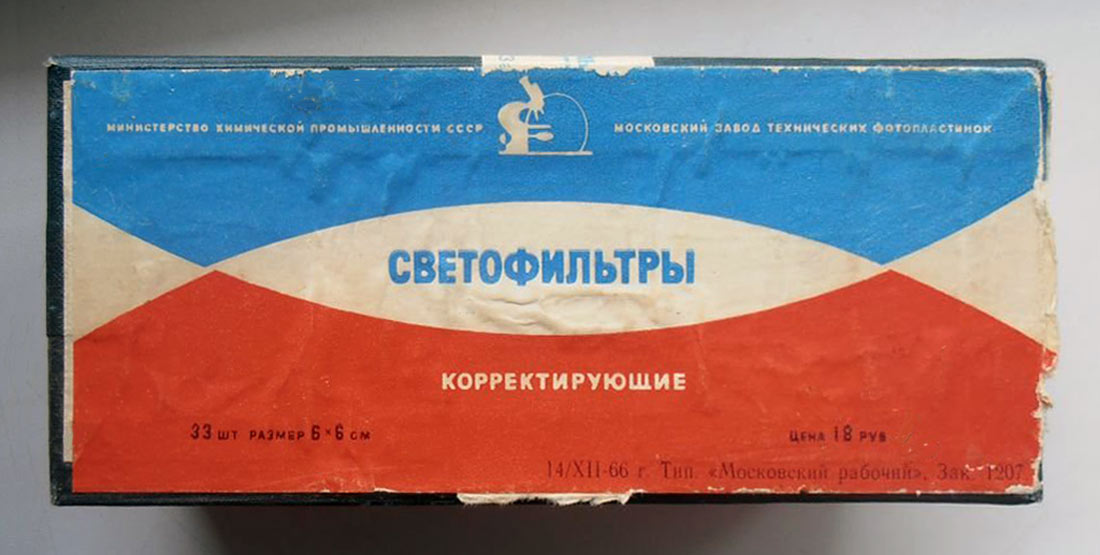 МИНИСТЕРСТВО ХИМИЧЕСКОЙ ПРОМЫШЛЕННОСТИ СССР
МОСКОВСКИЙ ЗАВОД ТЕХНИЧЕСКИХ ФОТОПЛАСТИНОК
СВЕТОФИЛЬТРЫ
КОРРЕКТИРУЮЩИЕ
33 ШТ РАЗМЕР 6×6 СМ
ЦЕНА 18 РУБ
14/XII-66 г. Тип. «Московский рабочий». Зак. 1207